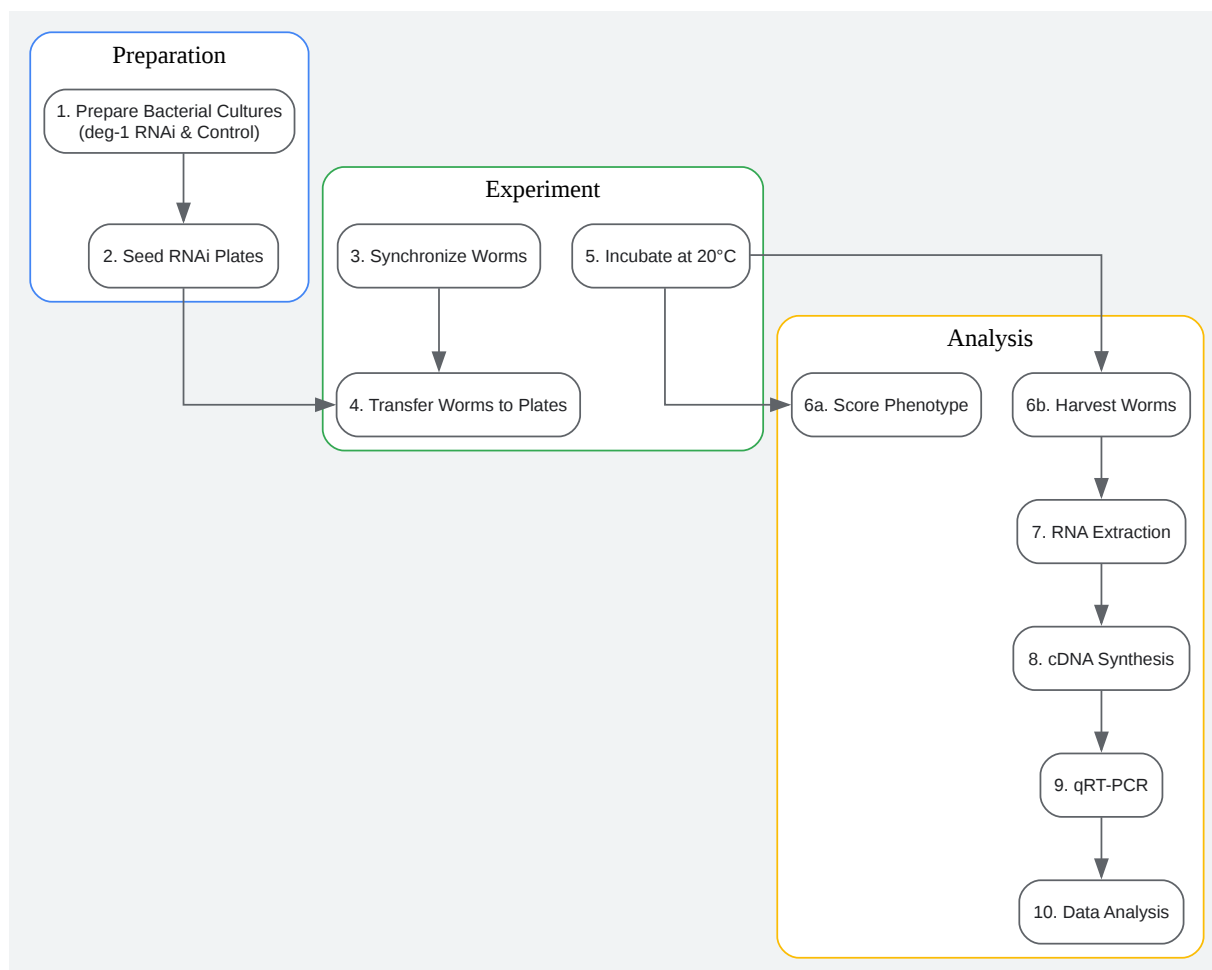 Preparation
1. Prepare Bacterial Cultures
(deg-1 RNAi & Control)
2. Seed RNAi Plates
Experiment
3. Synchronize Worms
5. Incubate at 20°C
4. Transfer Worms to Plates
Analysis
6a. Score Phenotype
6b. Harvest Worms
7. RNA Extraction
8. cDNA Synthesis
9. qRT-PCR
10. Data Analysis